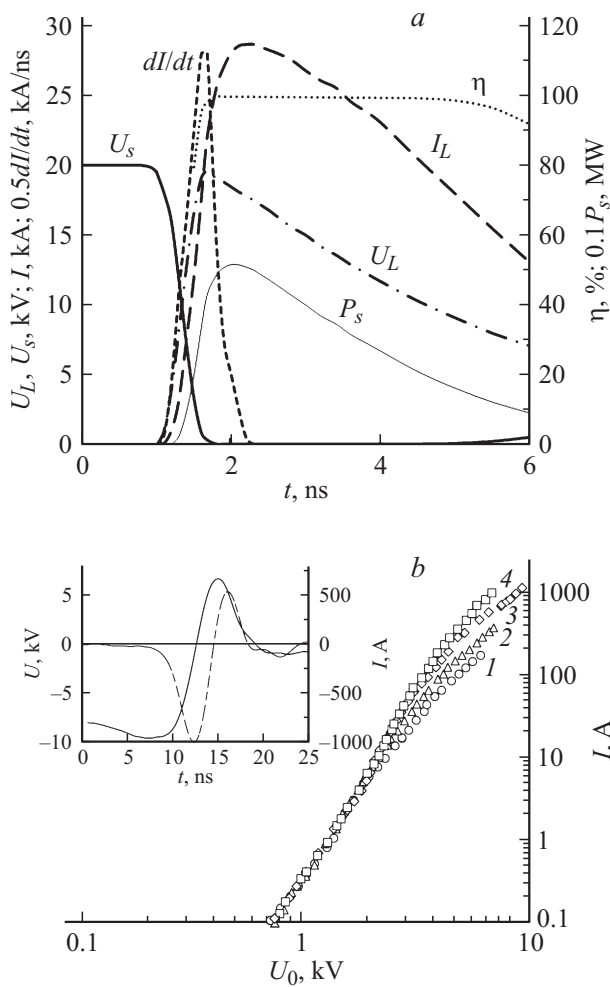 a
U_L, U_s, kV; I, kA; 0.5dI/dt, kA/ns
30
25
20
15
10
5
0
dI/dt
U_s
η
I_L
U_L
P_s
120
100
80
60
40
20
0
η, %; 0.1P_s, MW
0 2 4 6
t, ns
b
U, kV
5
0
−5
−10
500
0
−500
−1000
I, A
0 5 10 15 20 25
t, ns
4
3
2
1
1000
100
10
1
0.1
I, A
0.1 1 10
U_0, kV